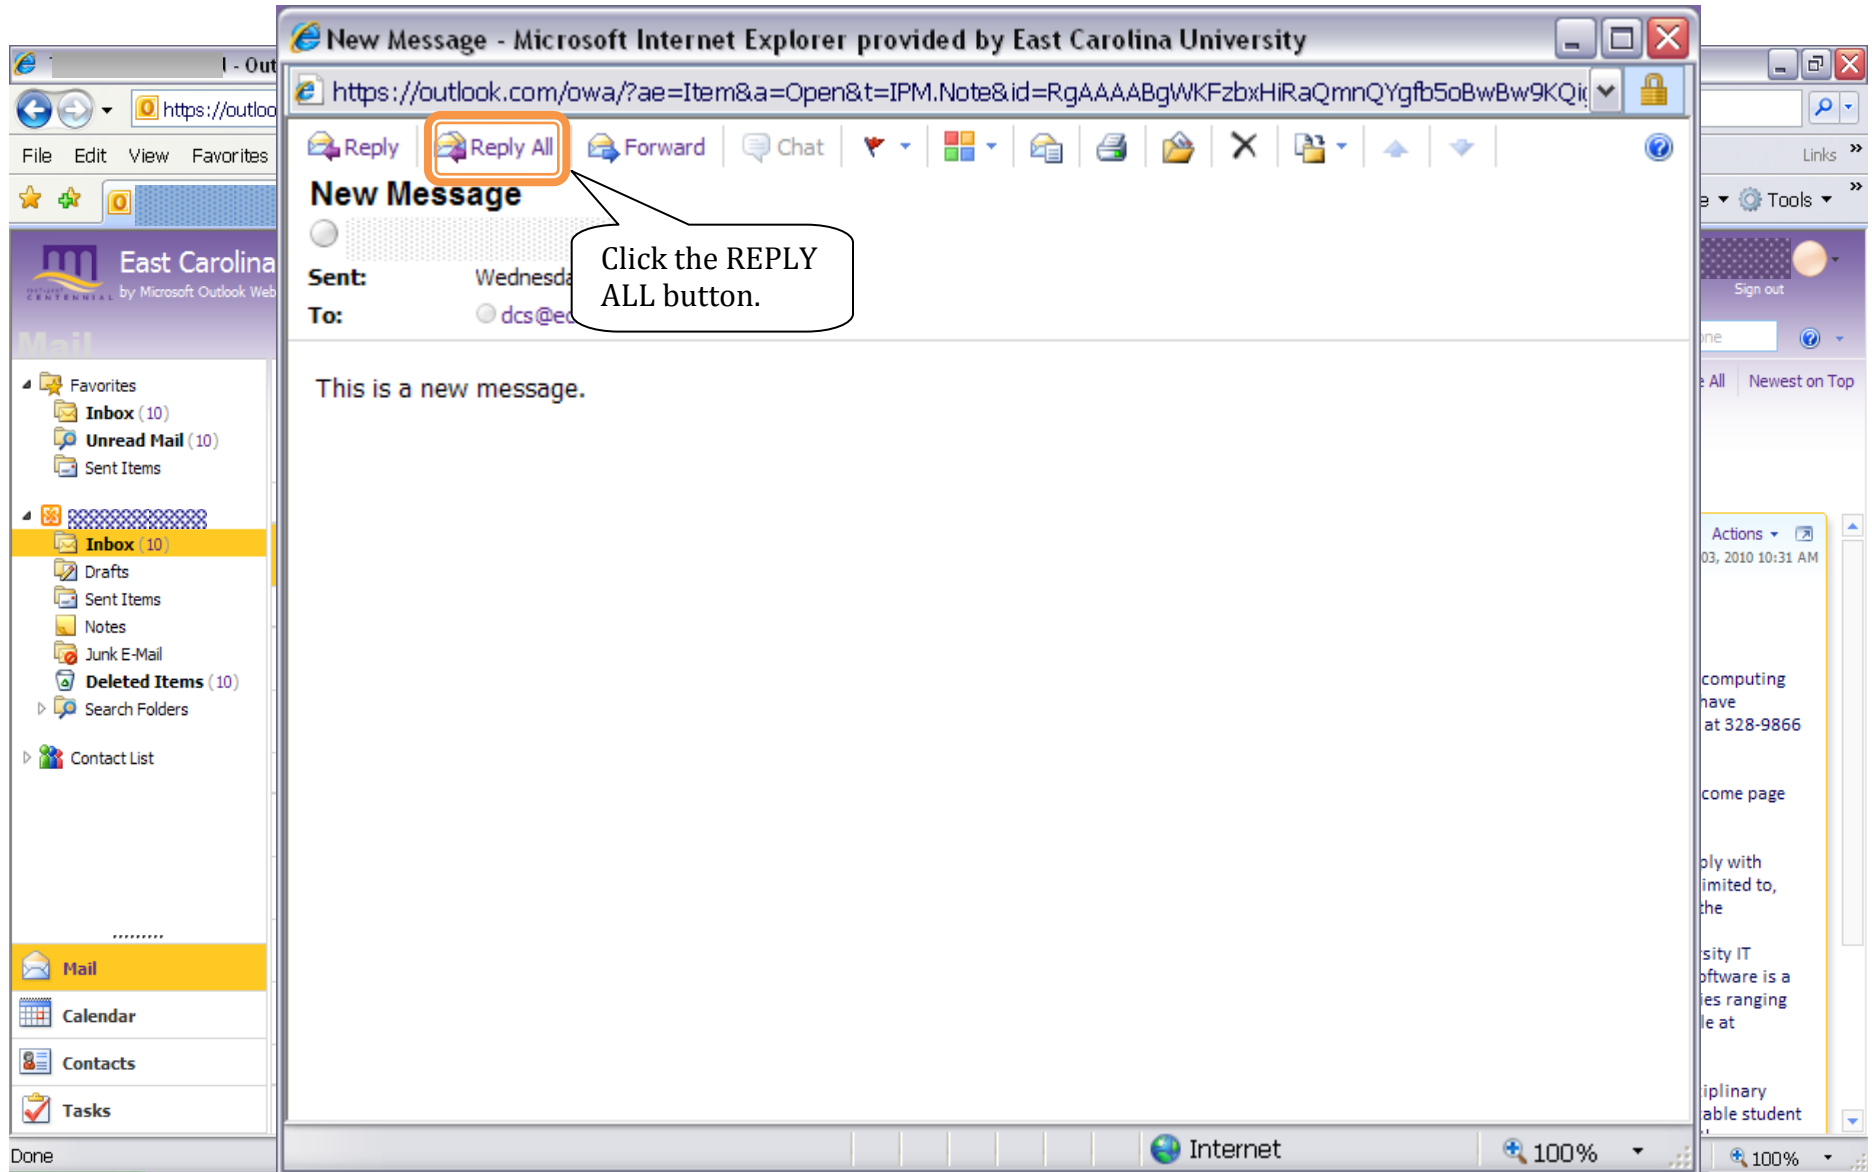 New Message - Microsoft Internet Explorer provided by East Carolina University
- Out
https://outlook.com/owa/?ae=Item&a=Open&t=IPM.Note&id=RgAAAABgWKFzbxHiRaQmnQYgfb5oBwBw9KQi
https://outloo
File Edit View Favorites
Links »
Reply Reply All Forward Chat
Tools
New Message
Click the REPLY
ALL button.
Sent: Wednesda
To: dcs@ec
This is a new message.
East Carolina
CENTENNIAL by Microsoft Outlook Web
Sign out
Mail
Favorites
Inbox (10)
Unread Mail (10)
Sent Items
Inbox (10)
Drafts
Sent Items
Notes
Junk E-Mail
Deleted Items (10)
Search Folders
Contact List
Mail
Calendar
Contacts
Tasks
All Newest on Top
Actions
03, 2010 10:31 AM
computing
have
at 328-9866
come page
ply with
imited to,
the
sity IT
oftware is a
ies ranging
le at
iplinary
able student
Done
Internet 100%
100%